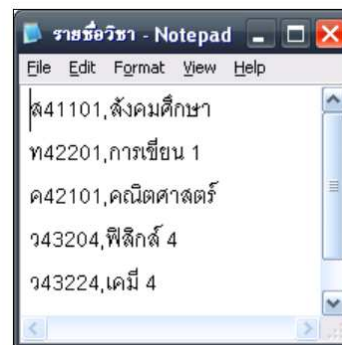 รายชื่อวิชา - Notepad
File Edit Format View Help
ส41101,สังคมศึกษา
ท42201,การเขียน 1
ค42101,คณิตศาสตร์
ว43204,ฟิสิกส์ 4
ว43224,เคมี 4